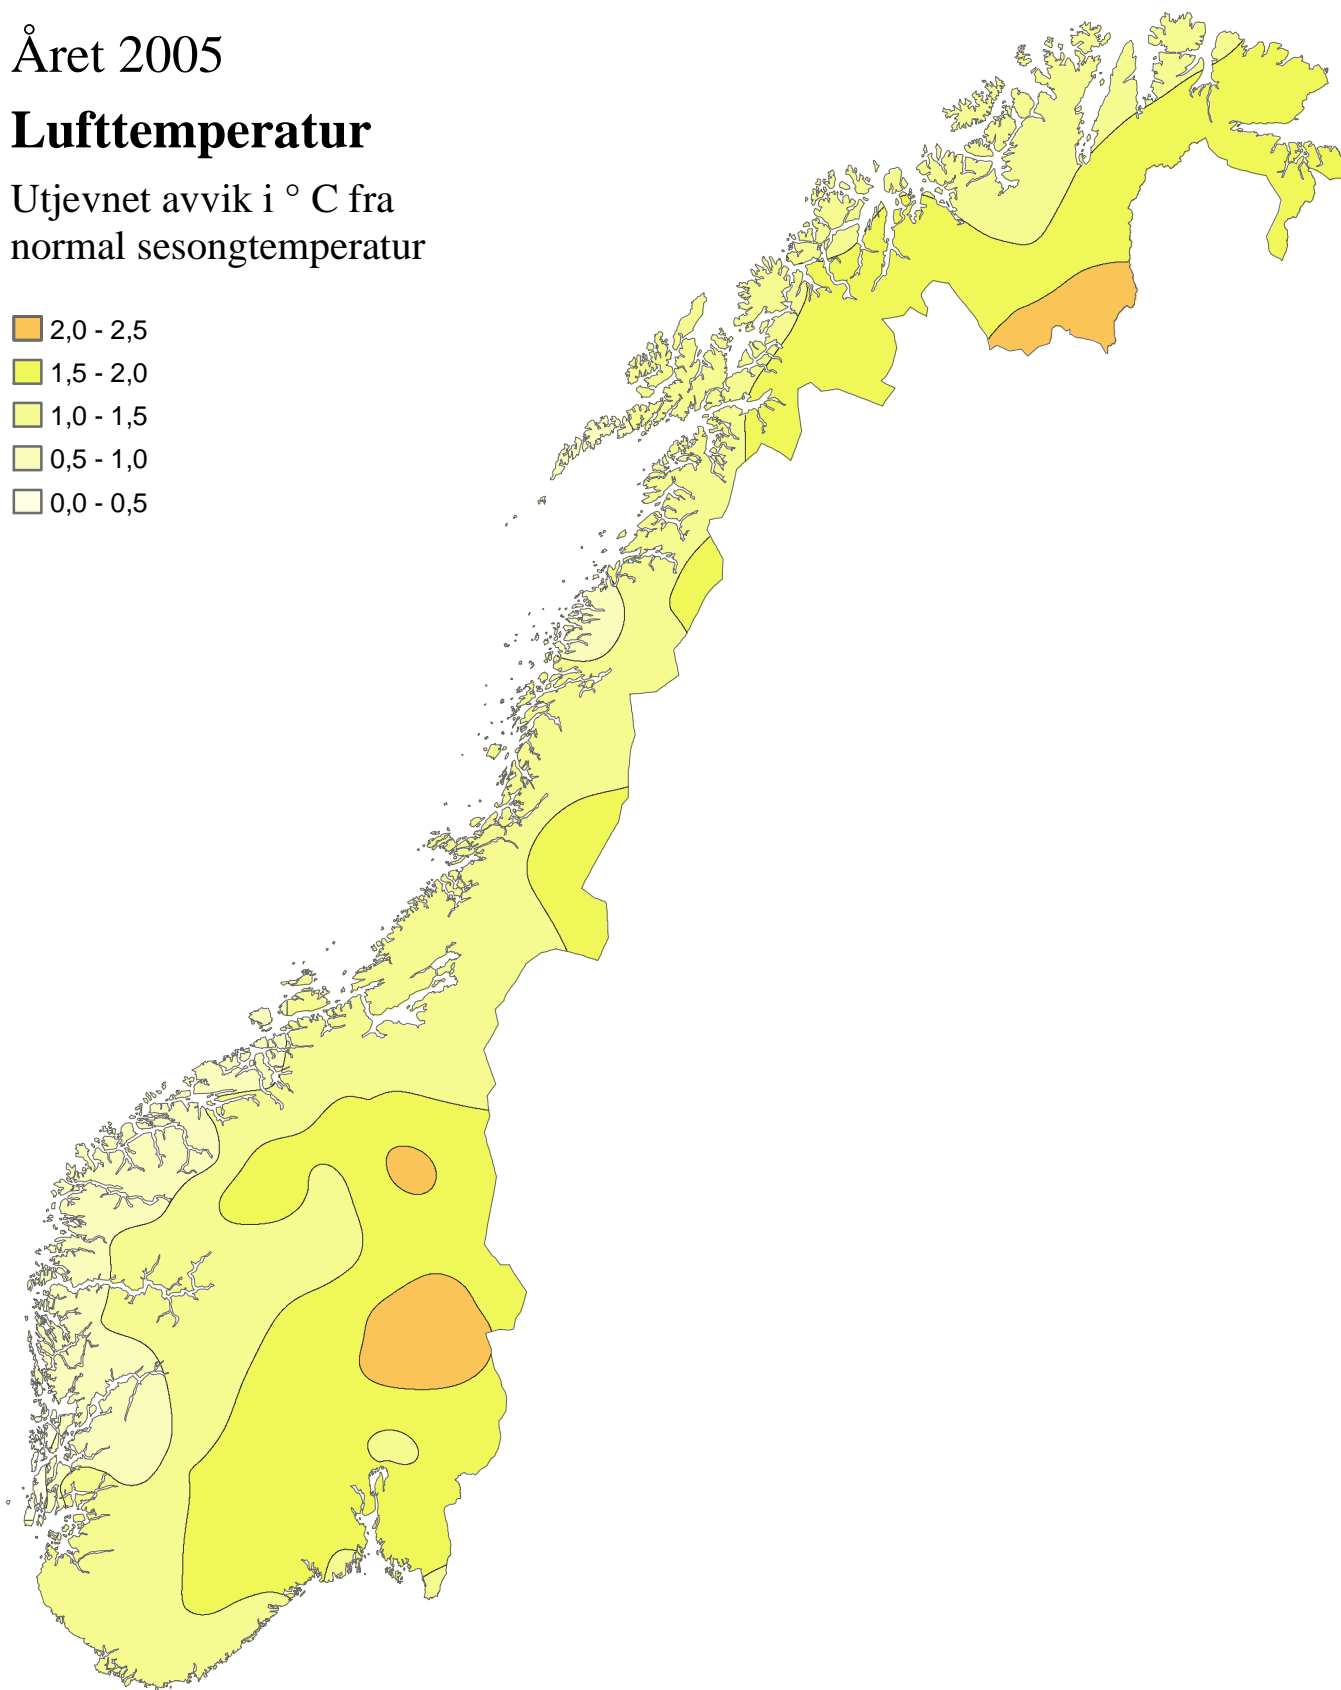 Året 2005
Lufttemperatur
Utjevnet avvik i ° C fra
normal sesongtemperatur
2,0 - 2,5
1,5 - 2,0
1,0 - 1,5
0,5 - 1,0
0,0 - 0,5